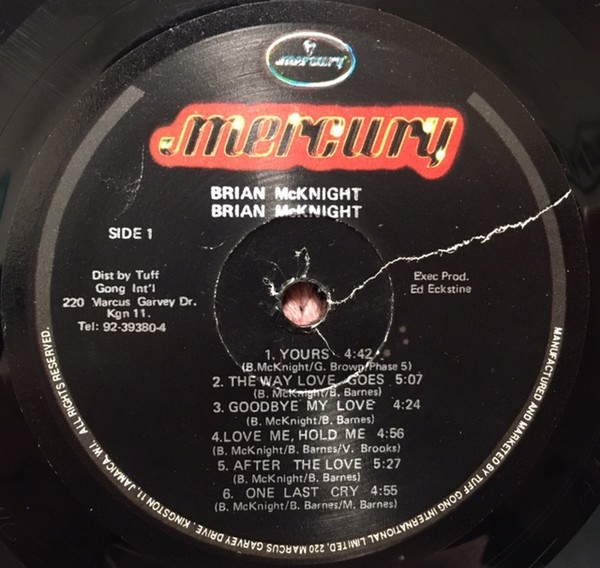 mercury
mercury
BRIAN McKNIGHT
BRIAN McKNIGHT
SIDE 1
Dist by Tuff
Gong Int'l
220 Marcus Garvey Dr.
Kgn 11.
Tel: 92-39380-4
Exec Prod.
Ed Eckstine
1. YOURS 4:42
(B.McKnight/G. Brown/Phase 5)
2. THE WAY LOVE GOES 5:07
(B. McKnight/B. Barnes)
3. GOODBYE MY LOVE 4:24
(B. McKnight/B. Barnes)
4.LOVE ME, HOLD ME 4:56
(B. McKnight/B. Barnes/V. Brooks)
5. AFTER THE LOVE 5:27
(B. McKnight/B. Barnes)
6. ONE LAST CRY 4:55
(B. McKnight/B. Barnes/M. Barnes)
MANUFACTURED AND MARKETED BY TUFF GONG INTERNATIONAL LIMITED, 220 MARCUS GARVEY DRIVE, KINGSTON 11, JAMAICA, W.I. ALL RIGHTS RESERVED.